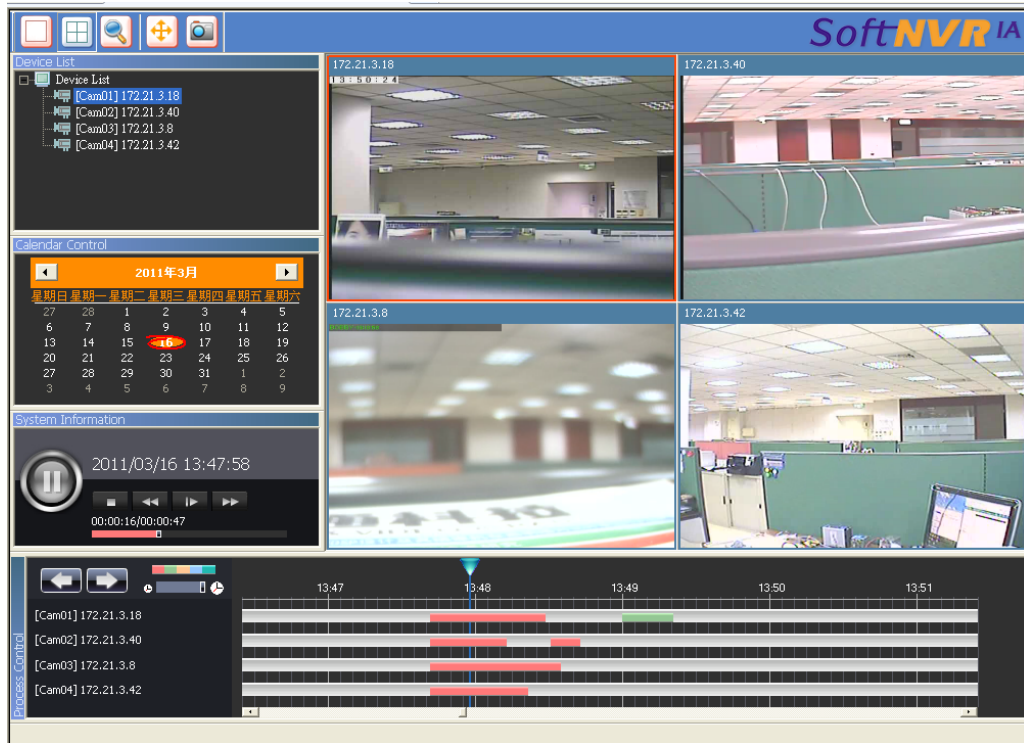 SoftNVR IA
Device List
Device List
[Cam01] 172.21.3.18
[Cam02] 172.21.3.40
[Cam03] 172.21.3.8
[Cam04] 172.21.3.42
Calendar Control
2011年3月
星期日 星期一 星期二 星期三 星期四 星期五 星期六
27 28 1 2 3 4 5
6 7 8 9 10 11 12
13 14 15 16 17 18 19
20 21 22 23 24 25 26
27 28 29 30 31 1 2
3 4 5 6 7 8 9
System Information
2011/03/16 13:47:58
00:00:16/00:00:47
172.21.3.18
13:50:24
172.21.3.40
172.21.3.8
172.21.3.42
Process Control
13:47 13:48 13:49 13:50 13:51
[Cam01] 172.21.3.18
[Cam02] 172.21.3.40
[Cam03] 172.21.3.8
[Cam04] 172.21.3.42